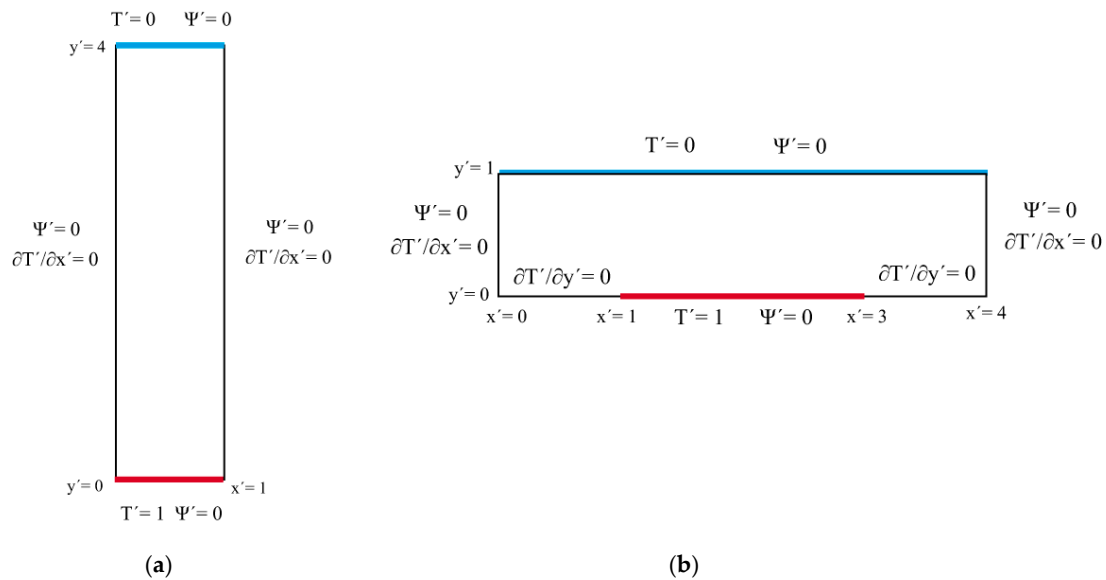 T´= 0 Ψ´= 0
y´= 4
Ψ´= 0
∂T´/∂x´= 0
Ψ´= 0
∂T´/∂x´= 0
y´= 0
x´= 1
T´= 1 Ψ´= 0
(a)
T´= 0 Ψ´= 0
y´= 1
Ψ´= 0
∂T´/∂x´= 0
Ψ´= 0
∂T´/∂x´= 0
∂T´/∂y´= 0
∂T´/∂y´= 0
y´= 0
x´= 0
x´= 1
T´= 1 Ψ´= 0
x´= 3
x´= 4
(b)